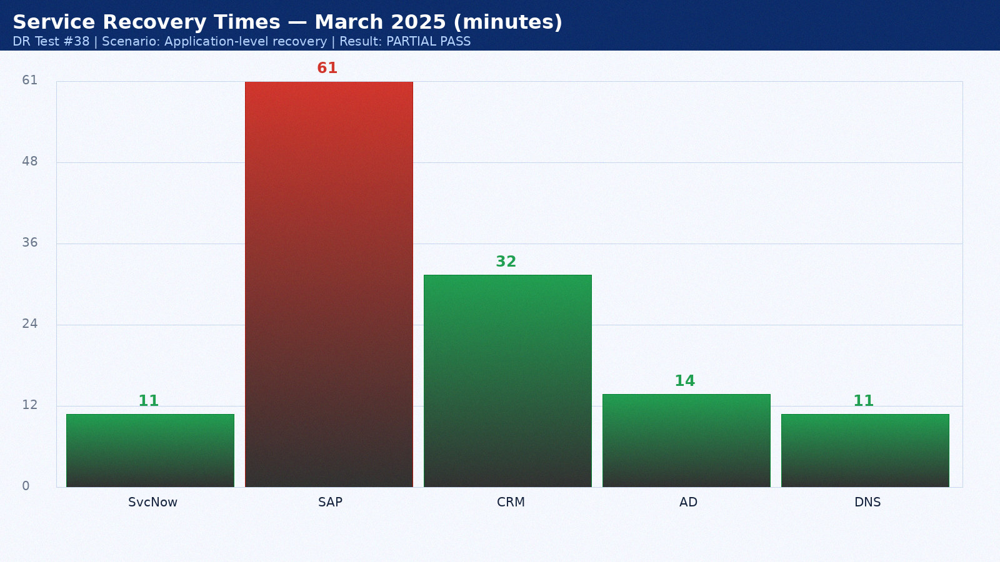 Service Recovery Times — March 2025 (minutes)
DR Test #38 | Scenario: Application-level recovery | Result: PARTIAL PASS
61
61
48
36
32
24
14
12
11
11
0
SvcNow
SAP
CRM
AD
DNS